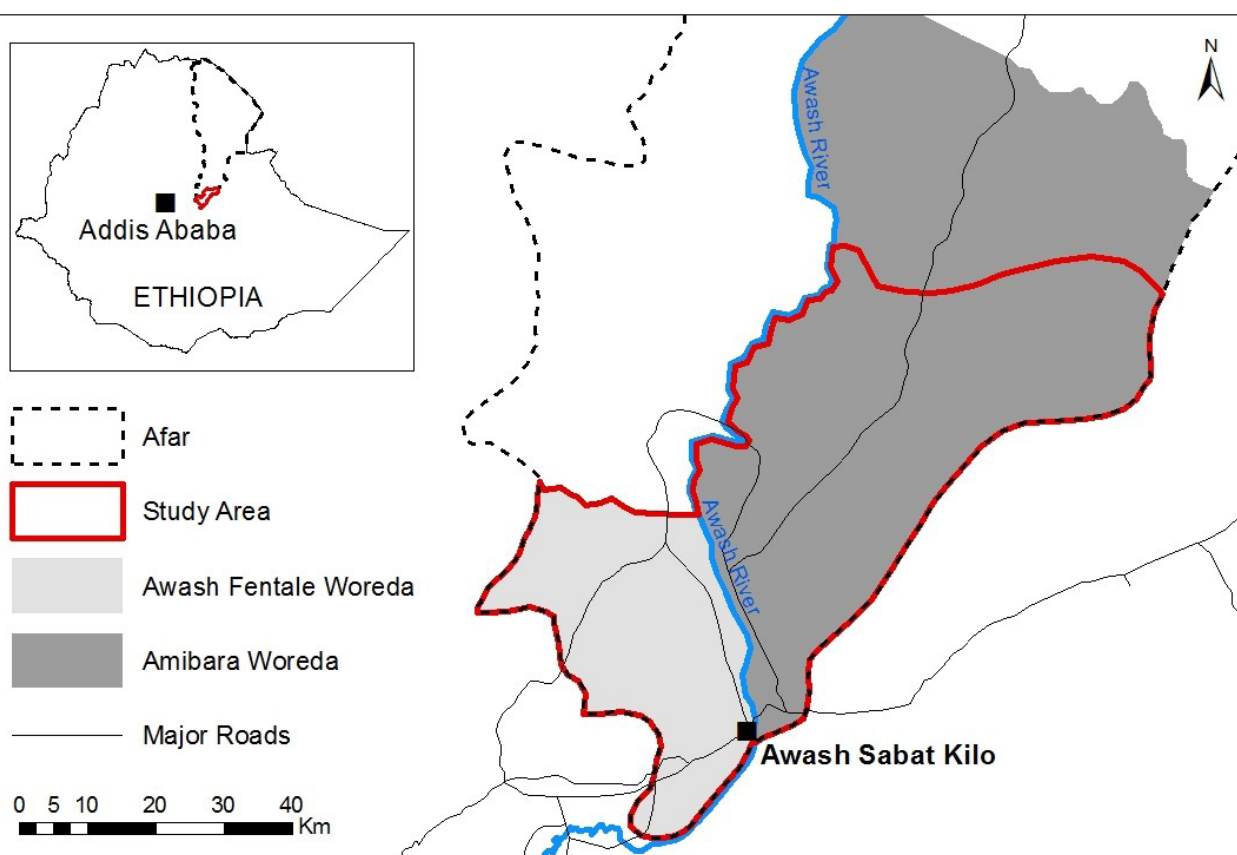 Addis Ababa
ETHIOPIA
N
Awash River
Awash River
Awash Sabat Kilo
Afar
Study Area
Awash Fentale Woreda
Amibara Woreda
Major Roads
0 5 10 20 30 40
Km